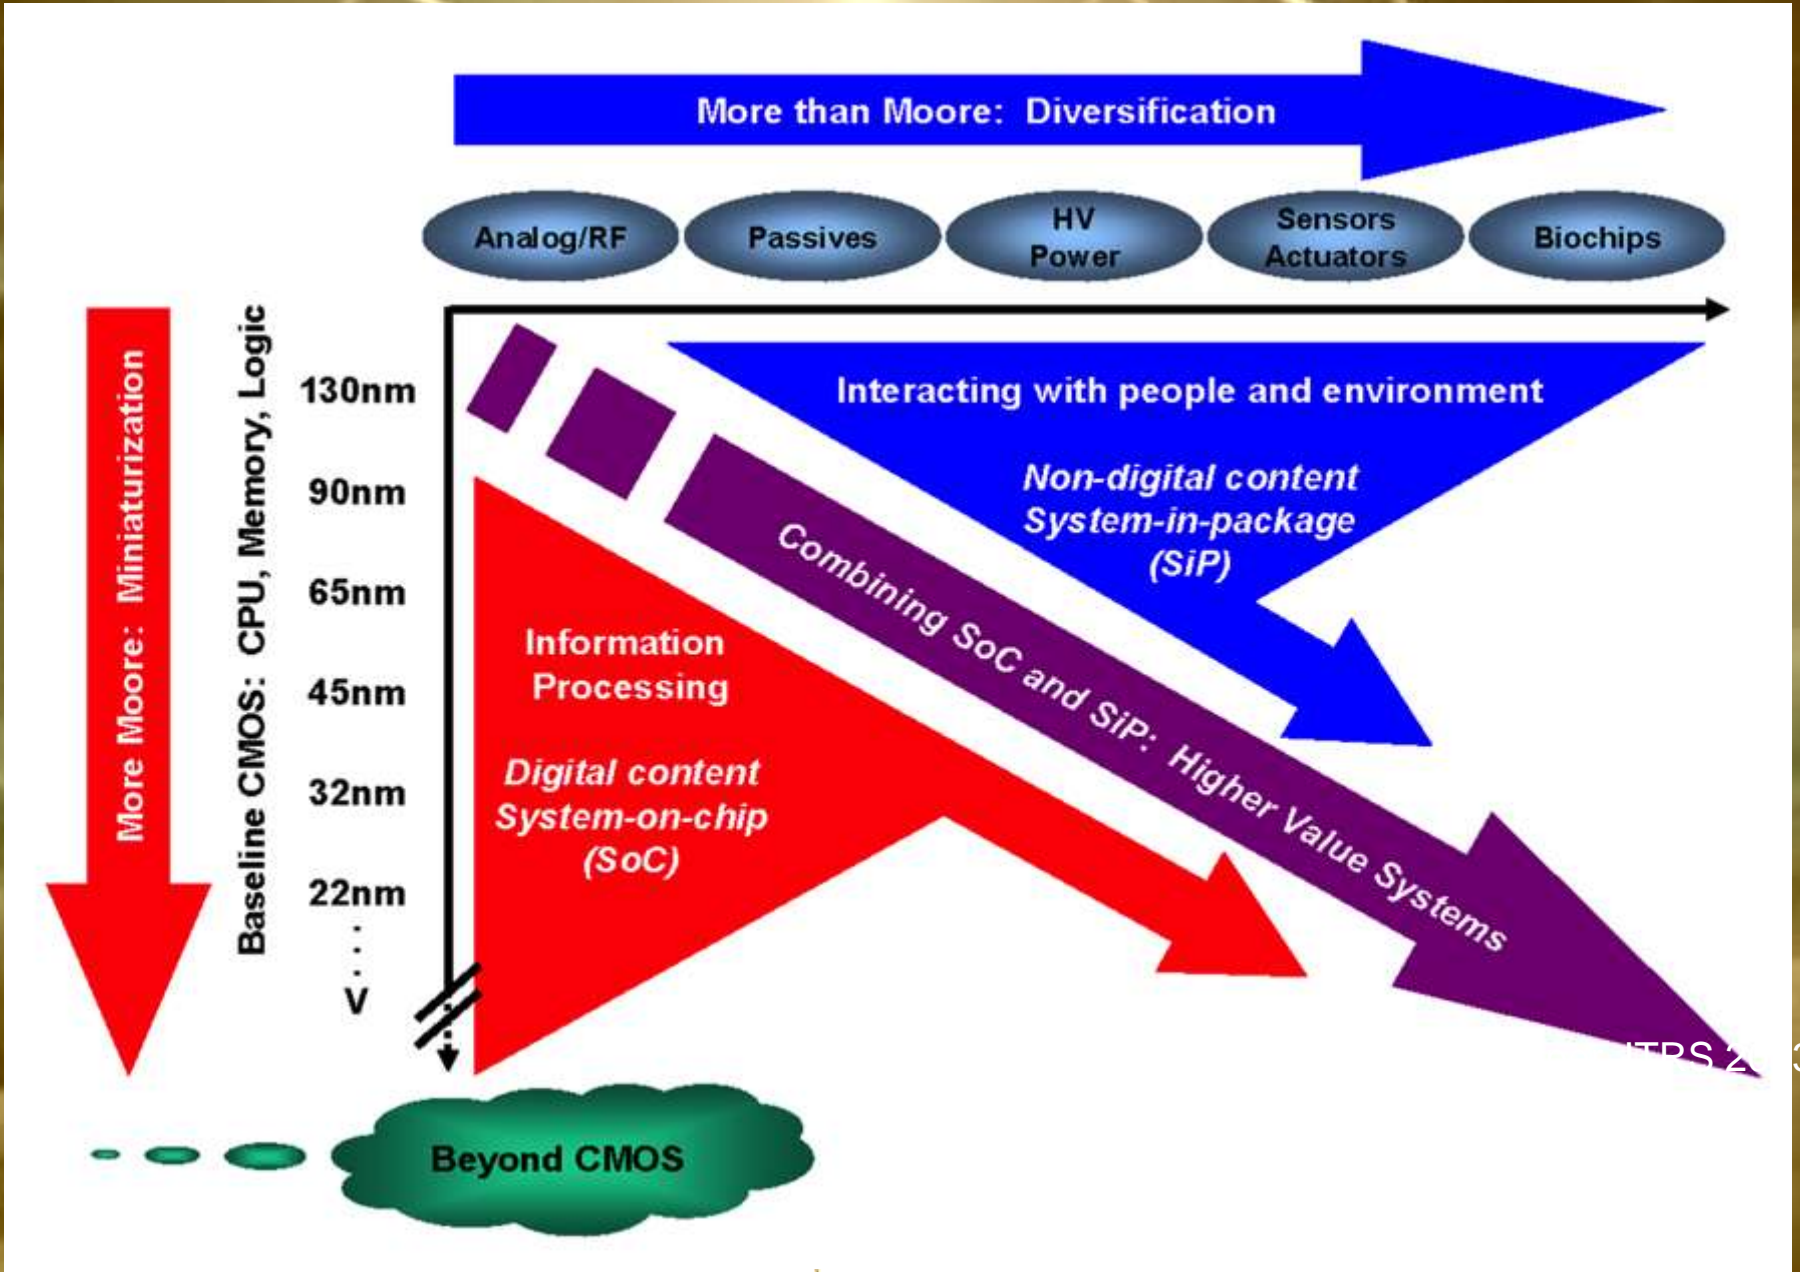 More than Moore: Diversification
Analog/RF
Passives
HV
Power
Sensors
Actuators
Biochips
More Moore: Miniaturization
Baseline CMOS: CPU, Memory, Logic
130nm
90nm
65nm
45nm
32nm
22nm
V
Interacting with people and environment
Non-digital content
System-in-package
(SiP)
Combining SoC and SiP: Higher Value Systems
Information
Processing
Digital content
System-on-chip
(SoC)
ITRS
Beyond CMOS